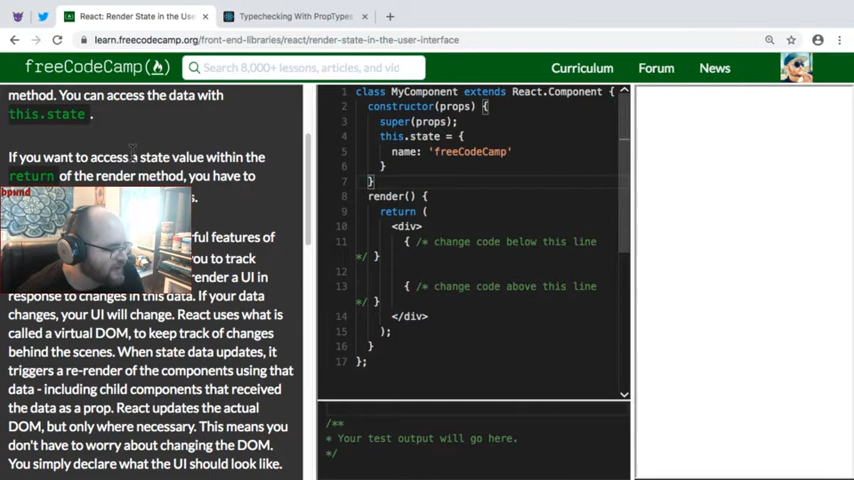 React: Render State in the Use
Typechecking With PropTypes
learn.freecodecamp.org/front-end-libraries/react/render-state-in-the-user-interface
freeCodeCamp
Search 8,000+ lessons, articles, and vid
Curriculum
Forum
News
method. You can access the data with
this.state .
If you want to access a state value within the
return of the render method, you have to
s.
rful features of
ou to track
render a UI in
response to changes in this data. If your data
changes, your UI will change. React uses what is
called a virtual DOM, to keep track of changes
behind the scenes. When state data updates, it
triggers a re-render of the components using that
data - including child components that received
the data as a prop. React updates the actual
DOM, but only where necessary. This means you
don't have to worry about changing the DOM.
You simply declare what the UI should look like.
bpwnd
1 class MyComponent extends React.Component {
2 constructor(props) {
3 super(props);
4 this.state = {
5 name: 'freeCodeCamp'
6 }
7 }
8 render() {
9 return (
10 <div>
11 { /* change code below this line
*/ }
12
13 { /* change code above this line
*/ }
14 </div>
15 );
16 }
17 };
/**
* Your test output will go here.
*/